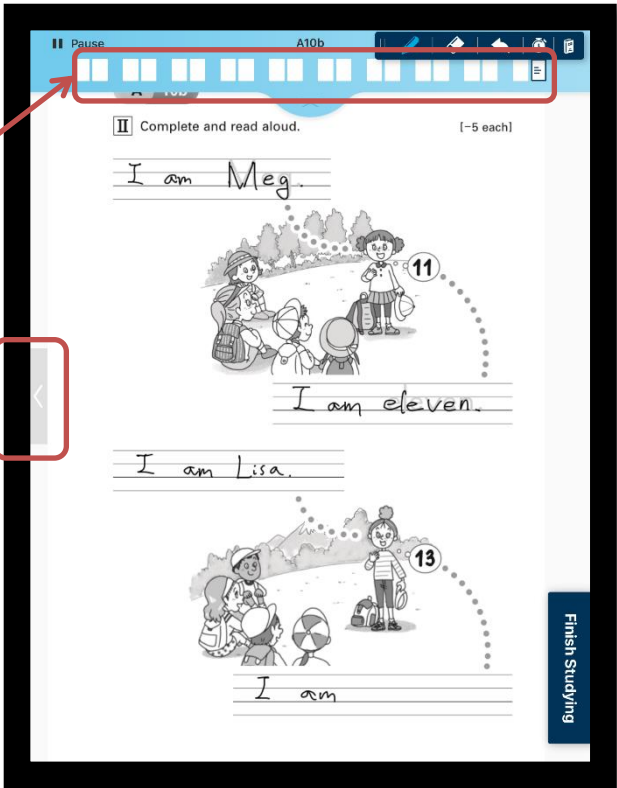 Pause
A10b
A 10b
II Complete and read aloud. [-5 each]
I am Meg.
11
I am eleven.
I am Lisa.
13
I am
Finish Studying